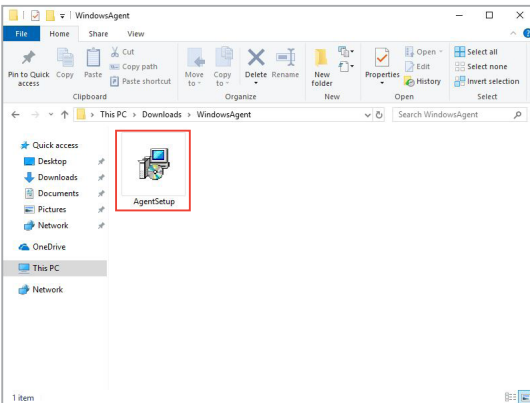 WindowsAgent
File Home Share View
Pin to Quick access
Copy
Paste
Cut
Copy path
Paste shortcut
Clipboard
Move to
Copy to
Delete
Rename
Organize
New folder
New
Properties
Open
Edit
History
Open
Select all
Select none
Invert selection
Select
This PC > Downloads > WindowsAgent
Search WindowsAgent
Quick access
Desktop
Downloads
Documents
Pictures
Network
OneDrive
This PC
Network
AgentSetup
1 item